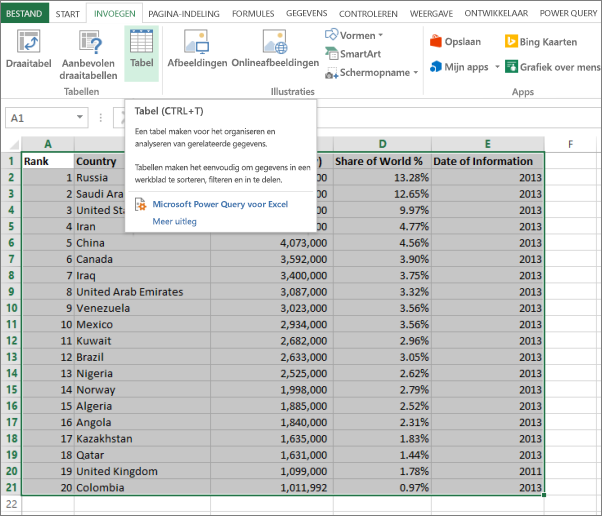 BESTAND START INVOEGEN PAGINA-INDELING FORMULES GEGEVENS CONTROLEREN WEERGAVE ONTWIKKELAAR POWER QUERY
Draaitabel Aanbevolen draaitabellen Tabel Afbeeldingen Onlineafbeeldingen
Vormen
SmartArt
Schermopname
Opslaan
Mijn apps
Bing Kaarten
Grafiek over mens
Tabellen Illustraties Apps
A1
Tabel (CTRL+T)
Een tabel maken voor het organiseren en
analyseren van gerelateerde gegevens.
Tabellen maken het eenvoudig om gegevens in een
werkblad te sorteren, filteren en in te delen.
Microsoft Power Query voor Excel
Meer uitleg
A D E F
1 Rank Country Share of World % Date of Information
2 1 Russia 13.28% 2013
3 2 Saudi Ara 12.65% 2013
4 3 United Sta 9.97% 2013
5 4 Iran 4.77% 2013
6 5 China 4,073,000 4.56% 2013
7 6 Canada 3,592,000 3.90% 2013
8 7 Iraq 3,400,000 3.75% 2013
9 8 United Arab Emirates 3,087,000 3.32% 2013
10 9 Venezuela 3,023,000 3.56% 2013
11 10 Mexico 2,934,000 3.56% 2013
12 11 Kuwait 2,682,000 2.96% 2013
13 12 Brazil 2,633,000 3.05% 2013
14 13 Nigeria 2,525,000 2.62% 2013
15 14 Norway 2,79% 1,998,000 2013
16 15 Algeria 1,885,000 2.52% 2013
17 16 Angola 1,840,000 2.31% 2013
18 17 Kazakhstan 1,635,000 1.83% 2013
19 18 Qatar 1,631,000 1.44% 2013
20 19 United Kingdom 1,099,000 1.78% 2011
21 20 Colombia 1,011,992 0.97% 2013
22